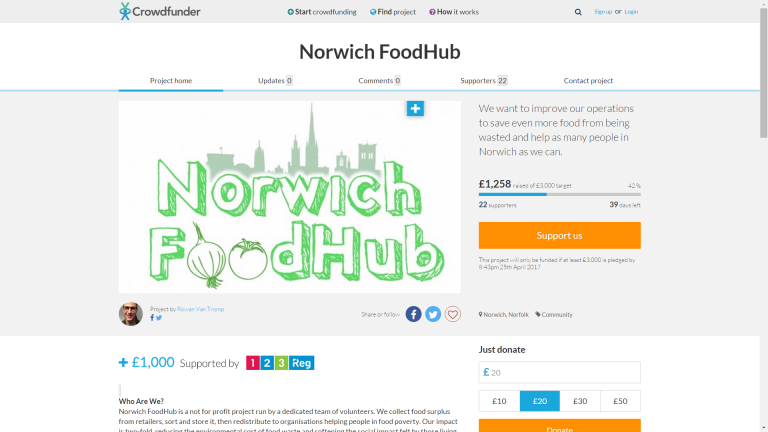 Crowdfunder
Start crowdfunding
Find project
How it works
Sign up or Login
Norwich FoodHub
Project home
Updates 0
Comments 0
Supporters 22
Contact project
Norwich
FoodHub
We want to improve our operations
to save even more food from being
wasted and help as many people in
Norwich as we can.
£1,258 raised of £3,000 target
42 %
22 supporters
39 days left
Support us
This project will only be funded if at least £3,000 is pledged by
8:43pm 25th April 2017
Project by Rowan Van Tromp
Share or follow
Norwich, Norfolk
Community
+ £1,000 Supported by 123 Reg
Just donate
£ 20
£10
£20
£30
£50
Donate
Who Are We?
Norwich FoodHub is a not for profit project run by a dedicated team of volunteers. We collect food surplus
from retailers, sort and store it, then redistribute to organisations helping people in food poverty. Our impact
is two-fold, reducing the environmental cost of food waste and softening the social impact felt by those living